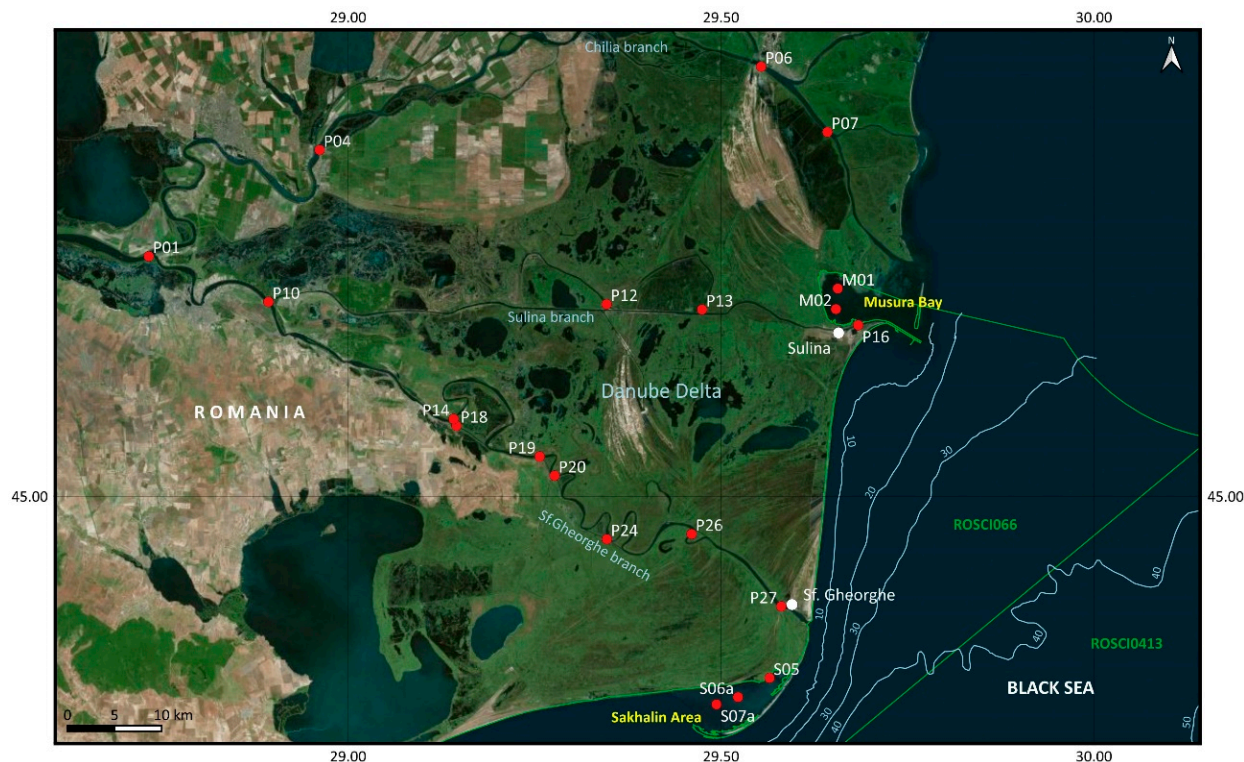 29.00
29.50
30.00
N
Chilia branch
P06
P07
P04
P01
M01
P10
P12
P13
M02
Musura Bay
Sulina branch
P16
Sulina
Danube Delta
ROMANIA
P14
P18
10
30
P19
P20
20
45.00
45.00
ROSCI066
30
Sf.Gheorghe branch
P24
P26
40
P27
Sf. Gheorghe
10
30
40
ROSCI0413
S05
S06a
BLACK SEA
0
5
10 km
Sakhalin Area
S07a
30
40
50
29.00
29.50
30.00